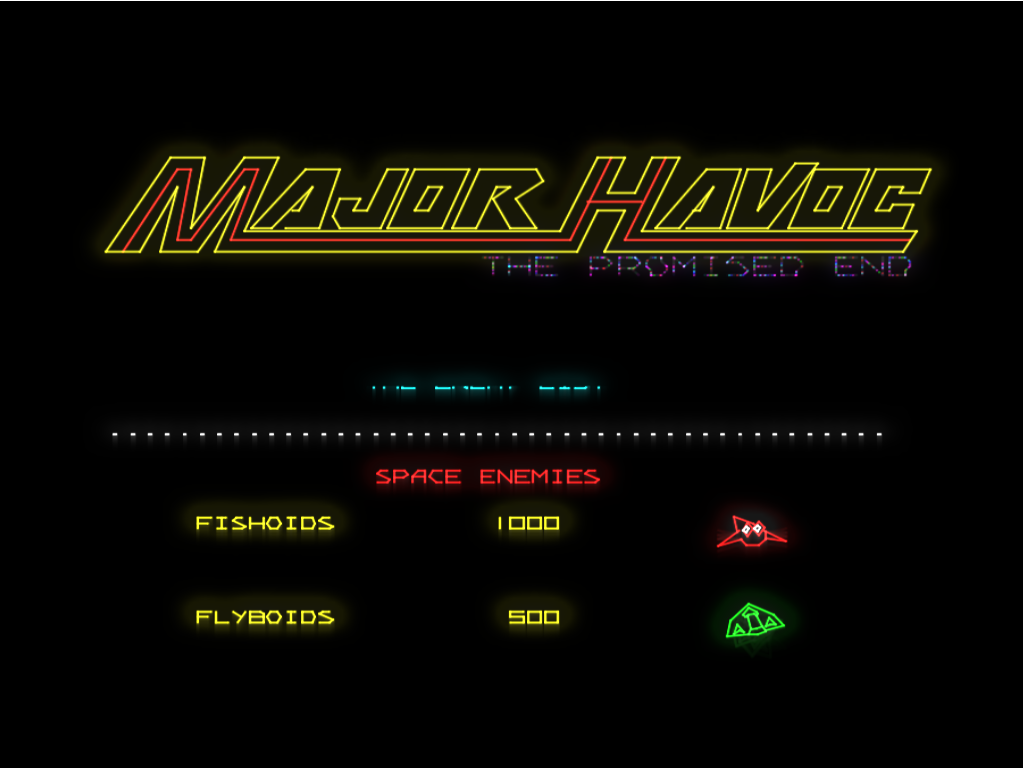 MAJOR HAVOC
THE PROMISED END
SPACE ENEMIES
FISHOIDS 1000
FLYBOIDS 500